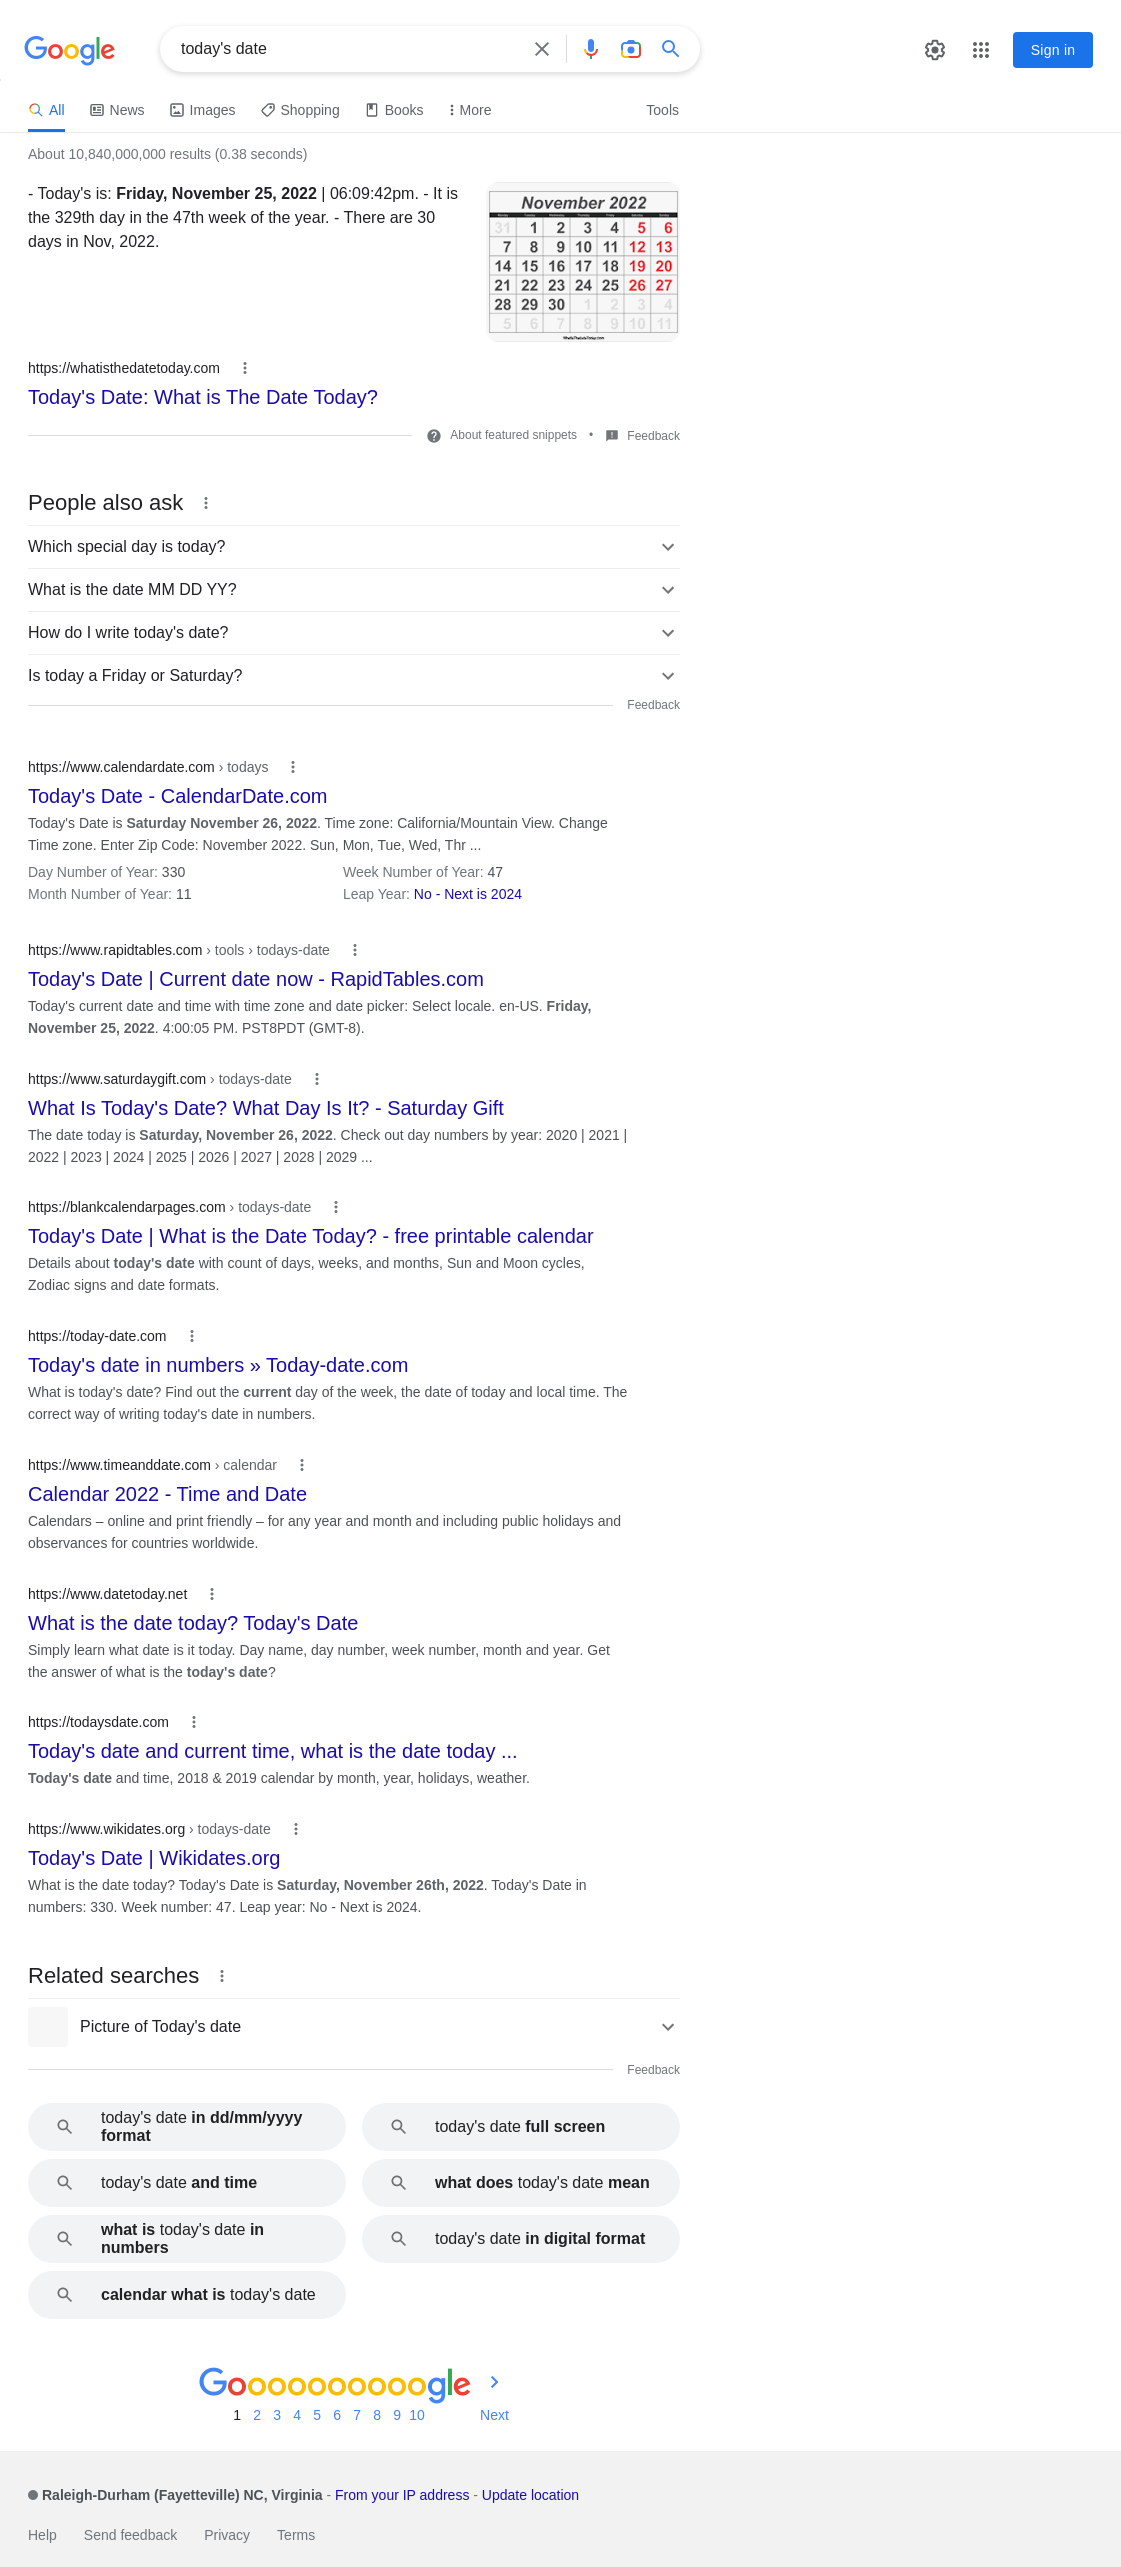 Google
today's date
Sign in
All News Images Shopping Books More Tools
About 10,840,000,000 results (0.38 seconds)
- Today's is: Friday, November 25, 2022 | 06:09:42pm. - It is
the 329th day in the 47th week of the year. - There are 30
days in Nov, 2022.
November 2022
Monday Tuesday Wednesday Thursday Friday Saturday Sunday
31 1 2 3 4 5 6
7 8 9 10 11 12 13
14 15 16 17 18 19 20
21 22 23 24 25 26 27
28 29 30 1 2 3 4
5 6 7 8 9 10 11
WhatIsTheDateToday.Com
https://whatisthedatetoday.com
Today's Date: What is The Date Today?
About featured snippets • Feedback
People also ask
Which special day is today?
What is the date MM DD YY?
How do I write today's date?
Is today a Friday or Saturday?
Feedback
https://www.calendardate.com › todays
Today's Date - CalendarDate.com
Today's Date is Saturday November 26, 2022. Time zone: California/Mountain View. Change
Time zone. Enter Zip Code: November 2022. Sun, Mon, Tue, Wed, Thr ...
Day Number of Year: 330 Week Number of Year: 47
Month Number of Year: 11 Leap Year: No - Next is 2024
https://www.rapidtables.com › tools › todays-date
Today's Date | Current date now - RapidTables.com
Today's current date and time with time zone and date picker: Select locale. en-US. Friday,
November 25, 2022. 4:00:05 PM. PST8PDT (GMT-8).
https://www.saturdaygift.com › todays-date
What Is Today's Date? What Day Is It? - Saturday Gift
The date today is Saturday, November 26, 2022. Check out day numbers by year: 2020 | 2021 |
2022 | 2023 | 2024 | 2025 | 2026 | 2027 | 2028 | 2029 ...
https://blankcalendarpages.com › todays-date
Today's Date | What is the Date Today? - free printable calendar
Details about today's date with count of days, weeks, and months, Sun and Moon cycles,
Zodiac signs and date formats.
https://today-date.com
Today's date in numbers » Today-date.com
What is today's date? Find out the current day of the week, the date of today and local time. The
correct way of writing today's date in numbers.
https://www.timeanddate.com › calendar
Calendar 2022 - Time and Date
Calendars – online and print friendly – for any year and month and including public holidays and
observances for countries worldwide.
https://www.datetoday.net
What is the date today? Today's Date
Simply learn what date is it today. Day name, day number, week number, month and year. Get
the answer of what is the today's date?
https://todaysdate.com
Today's date and current time, what is the date today ...
Today's date and time, 2018 & 2019 calendar by month, year, holidays, weather.
https://www.wikidates.org › todays-date
Today's Date | Wikidates.org
What is the date today? Today's Date is Saturday, November 26th, 2022. Today's Date in
numbers: 330. Week number: 47. Leap year: No - Next is 2024.
Related searches
Picture of Today's date
Feedback
today's date in dd/mm/yyyy
format
today's date full screen
today's date and time
what does today's date mean
what is today's date in
numbers
today's date in digital format
calendar what is today's date
Goooooooooogle
1 2 3 4 5 6 7 8 9 10 Next
Raleigh-Durham (Fayetteville) NC, Virginia - From your IP address - Update location
Help Send feedback Privacy Terms